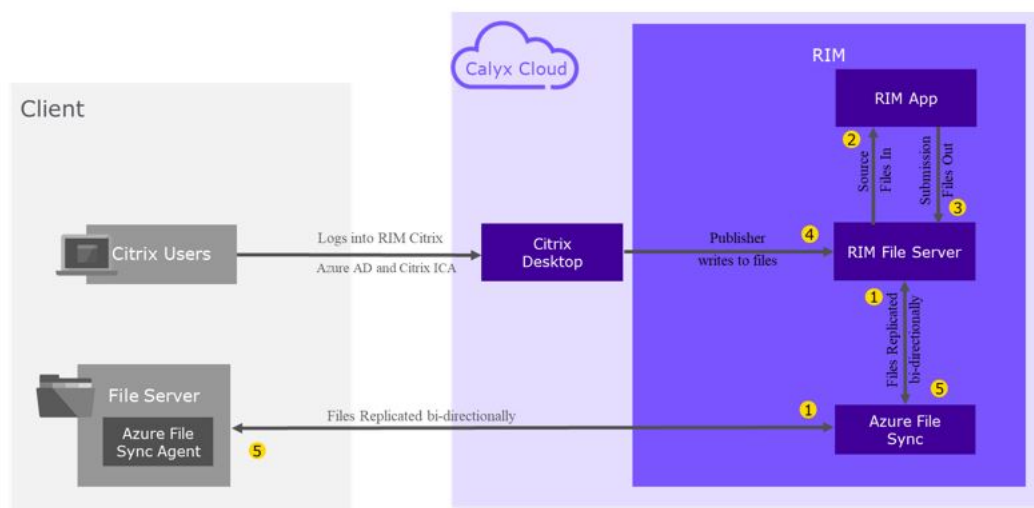 Calyx Cloud
RIM
RIM App
Client
2
Source
Files In
Submission
Files Out
3
Citrix Users
Logs into RIM Citrix
Azure AD and Citrix ICA
Citrix
Desktop
Publisher
writes to files
4
RIM File Server
1
Files Replicated
bi-directionally
5
File Server
Azure File
Sync Agent
5
Files Replicated bi-directionally
1
Azure File
Sync